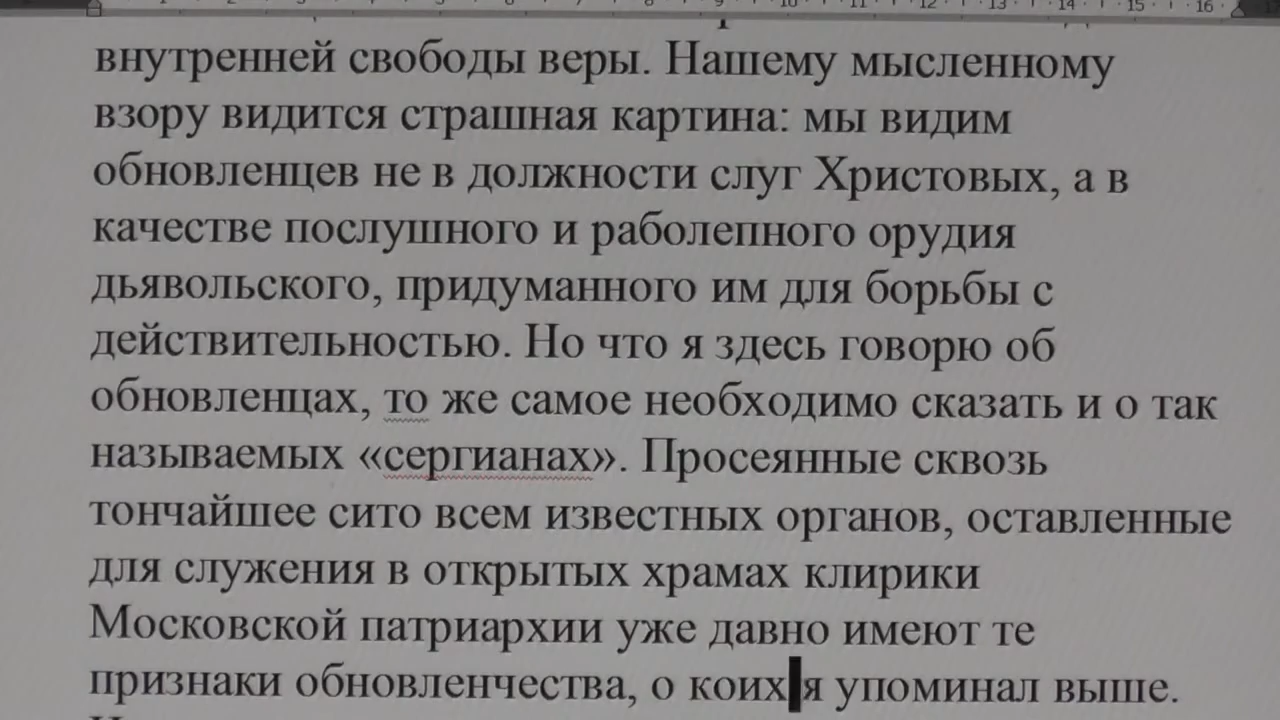 внутренней свободы веры. Нашему мысленному
взору видится страшная картина: мы видим
обновленцев не в должности слуг Христовых, а в
качестве послушного и раболепного орудия
дьявольского, придуманного им для борьбы с
действительностью. Но что я здесь говорю об
обновленцах, то же самое необходимо сказать и о так
называемых «сергианах». Просеянные сквозь
тончайшее сито всем известных органов, оставленные
для служения в открытых храмах клирики
Московской патриархии уже давно имеют те
признаки обновленчества, о коих я упоминал выше.